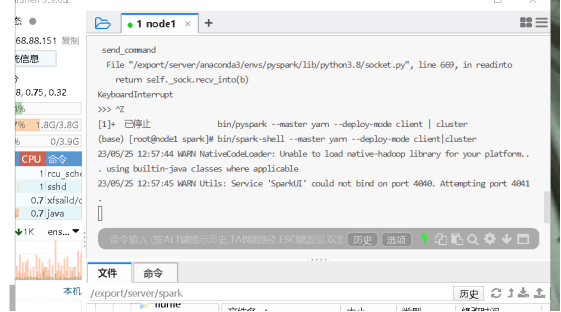 态
68.88.151 复制
1 node1 × +
信息
8, 0.75, 0.32
4%
7% 1.8G/3.8G
% 0/3.9G
CPU 命令
1 rcu_sche
1 sshd
0.7 xfsaild/d
0.7 java
1K ens...
本机
send_command
File "/export/server/anaconda3/envs/pyspark/lib/python3.8/socket.py", line 669, in readinto
return self._sock.recv_into(b)
KeyboardInterrupt
>>> ^Z
[1]+ 已停止 bin/pyspark --master yarn --deploy-mode client | cluster
(base) [root@node1 spark]# bin/spark-shell --master yarn --deploy-mode client|cluster
23/05/25 12:57:44 WARN NativeCodeLoader: Unable to load native-hadoop library for your platform..
. using builtin-java classes where applicable
23/05/25 12:57:45 WARN Utils: Service 'SparkUI' could not bind on port 4040. Attempting port 4041
.
命令输入 (按ALT键提示历史,TAB键路径,ESC键返回,双击 历史 选项
文件 命令
/export/server/spark 历史